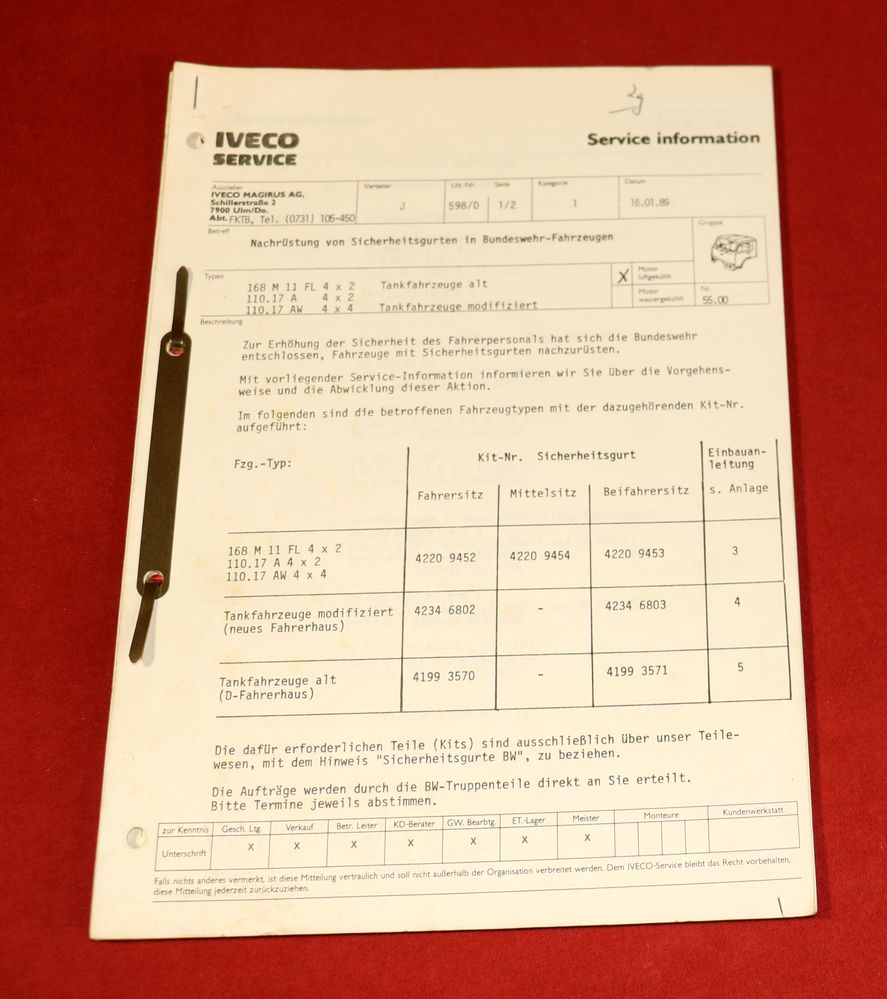 2g
IVECO
SERVICE
Service information
Aussteller
IVECO MAGIRUS AG,
Schillerstraße 2
7900 Ulm/Do.
Abt. FKTB, Tel. (0731) 105-450
Verteiler
J
Lfd. Nr.
598/D
Seite
1/2
Kategorie
1
Datum
16.01.89
Betreff
Nachrüstung von Sicherheitsgurten in Bundeswehr-Fahrzeugen
Gruppe
Typen
168 M 11 FL 4 x 2 Tankfahrzeuge alt
110.17 A 4 x 2
110.17 AW 4 x 4 Tankfahrzeuge modifiziert
X Motor
luftgekühlt
Motor
wassergekühlt
Nr.
55.00
Beschreibung
Zur Erhöhung der Sicherheit des Fahrerpersonals hat sich die Bundeswehr
entschlossen, Fahrzeuge mit Sicherheitsgurten nachzurüsten.
Mit vorliegender Service-Information informieren wir Sie über die Vorgehens-
weise und die Abwicklung dieser Aktion.
Im folgenden sind die betroffenen Fahrzeugtypen mit der dazugehörenden Kit-Nr.
aufgeführt:
Fzg.-Typ: Kit-Nr. Sicherheitsgurt Einbauan-
leitung
Fahrersitz Mittelsitz Beifahrersitz s. Anlage
168 M 11 FL 4 x 2
110.17 A 4 x 2 4220 9452 4220 9454 4220 9453 3
110.17 AW 4 x 4
Tankfahrzeuge modifiziert 4234 6802 - 4234 6803 4
(neues Fahrerhaus)
Tankfahrzeuge alt 4199 3570 - 4199 3571 5
(D-Fahrerhaus)
Die dafür erforderlichen Teile (Kits) sind ausschließlich über unser Teile-
wesen, mit dem Hinweis "Sicherheitsgurte BW", zu beziehen.
Die Aufträge werden durch die BW-Truppenteile direkt an Sie erteilt.
Bitte Termine jeweils abstimmen.
zur Kenntnis Gesch. Ltg. Verkauf Betr. Leiter KD-Berater GW. Bearbtg. ET.-Lager Meister Monteure Kundenwerkstatt
Unterschrift X X X X X X X
Falls nichts anderes vermerkt, ist diese Mitteilung vertraulich und soll nicht außerhalb der Organisation verbreitet werden. Dem IVECO-Service bleibt das Recht vorbehalten,
diese Mitteilung jederzeit zurückzuziehen.